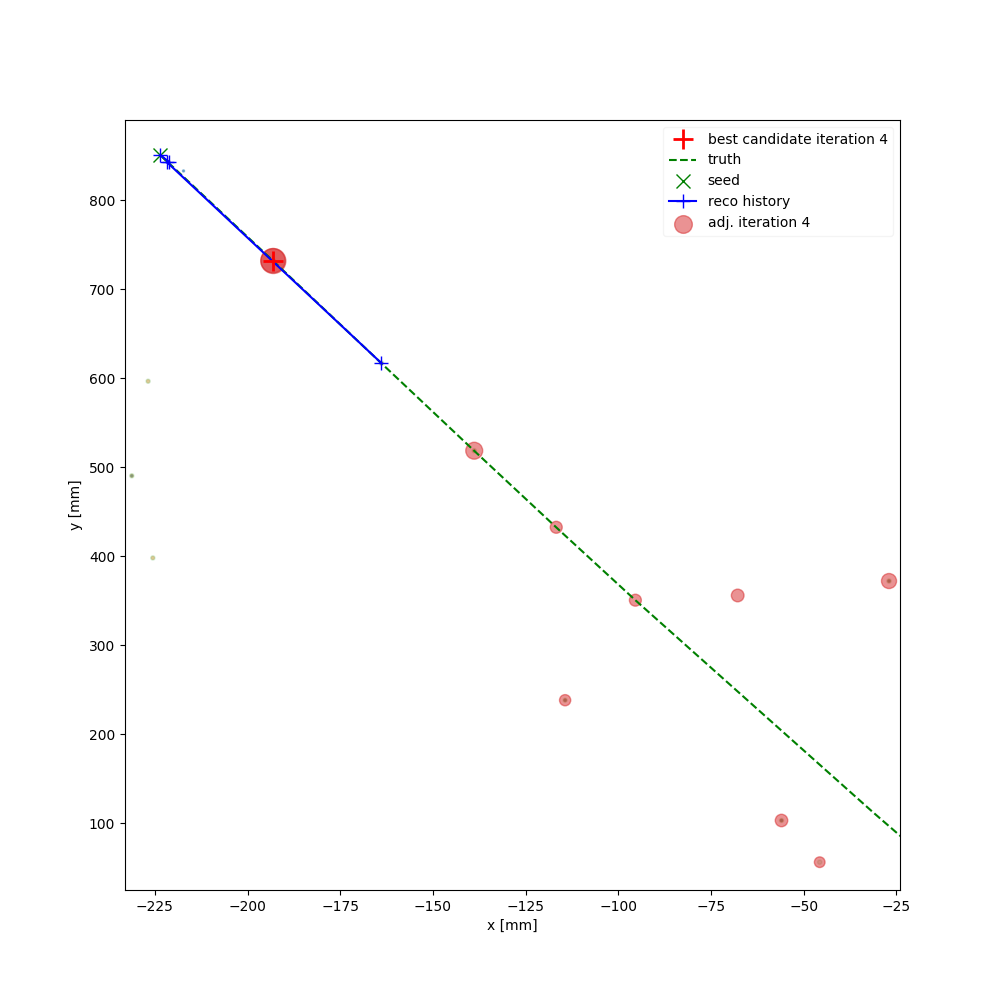 best candidate iteration 4
truth
seed
reco history
adj. iteration 4
800
700
600
500
400
300
200
100
y [mm]
−225 −200 −175 −150 −125 −100 −75 −50 −25
x [mm]